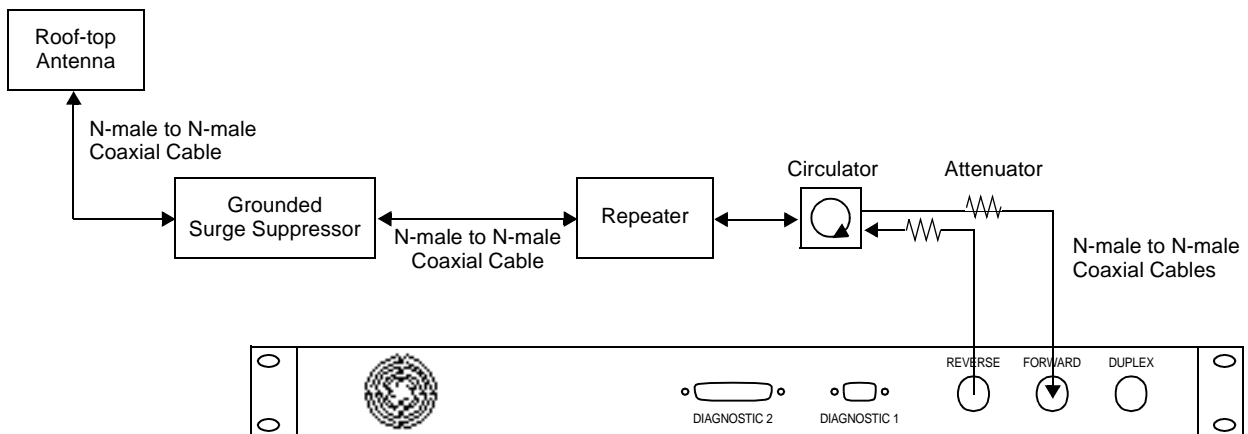 Roof-top
Antenna
N-male to N-male
Coaxial Cable
Grounded
Surge Suppressor
N-male to N-male
Coaxial Cable
Repeater
Circulator
Attenuator
N-male to N-male
Coaxial Cables
REVERSE
FORWARD
DUPLEX
DIAGNOSTIC 2
DIAGNOSTIC 1